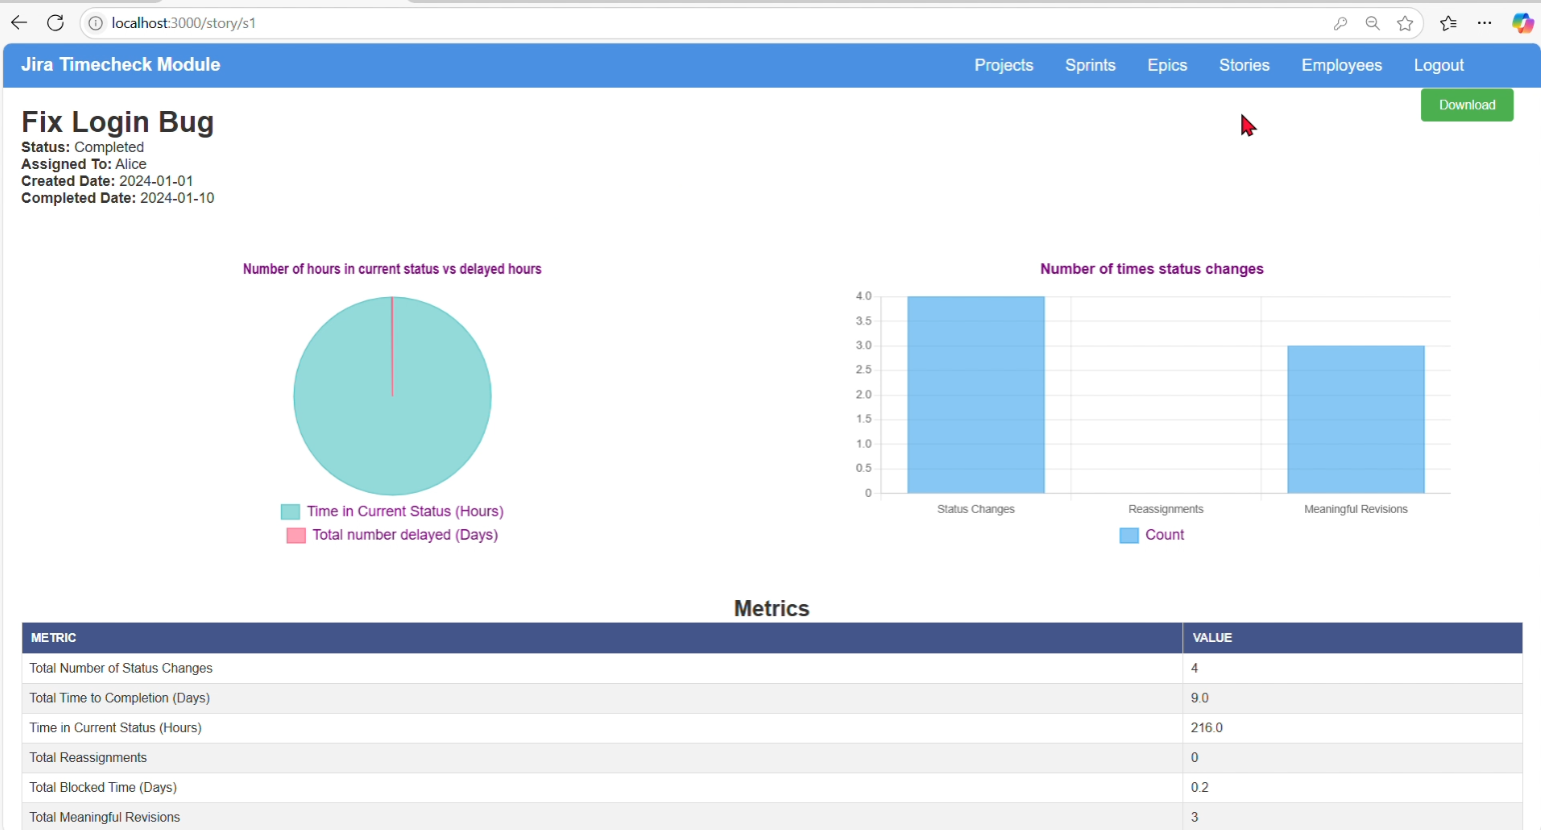 localhost:3000/story/s1
Jira Timecheck Module
Projects Sprints Epics Stories Employees Logout
Download
Fix Login Bug
Status: Completed
Assigned To: Alice
Created Date: 2024-01-01
Completed Date: 2024-01-10
Number of hours in current status vs delayed hours
Time in Current Status (Hours)
Total number delayed (Days)
Number of times status changes
4.0
3.5
3.0
2.5
2.0
1.5
1.0
0.5
0
Status Changes Reassignments Meaningful Revisions
Count
Metrics
METRIC VALUE
Total Number of Status Changes 4
Total Time to Completion (Days) 9.0
Time in Current Status (Hours) 216.0
Total Reassignments 0
Total Blocked Time (Days) 0.2
Total Meaningful Revisions 3